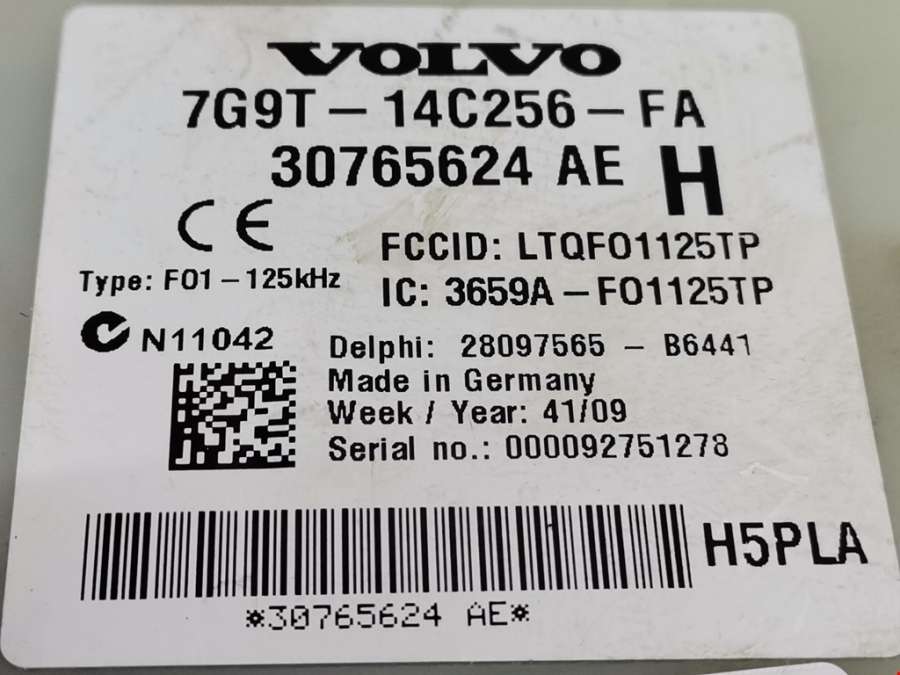 VOLVO
7G9T-14C256-FA
30765624 AE H
CE
FCCID: LTQFO1125TP
Type: FO1-125kHz
IC: 3659A-FO1125TP
N11042
Delphi: 28097565 - B6441
Made in Germany
Week / Year: 41/09
Serial no.: 000092751278
H5PLA
*30765624 AE*